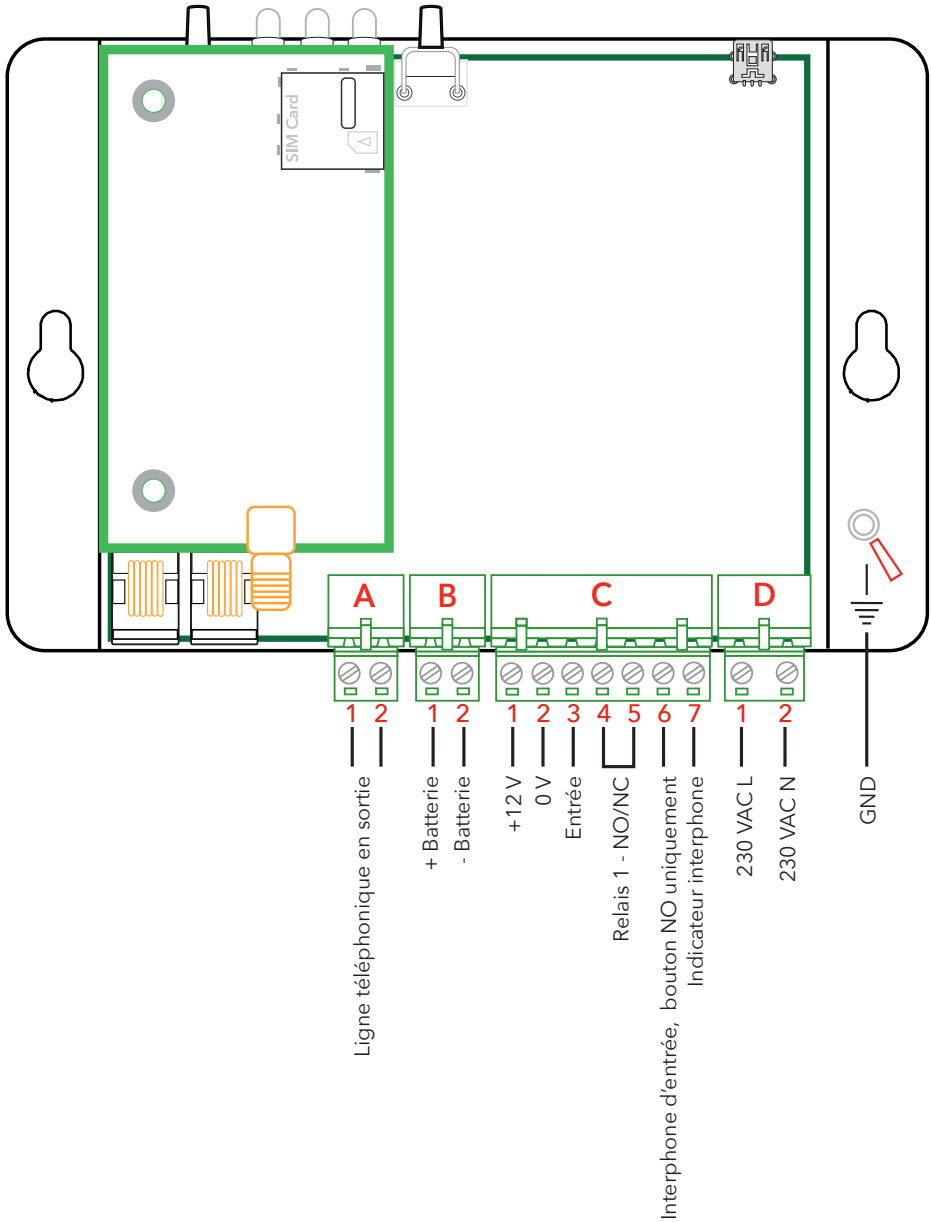 SIM Card
A
B
C
D
1
2
1
2
1
2
3
4
5
6
7
1
2
Ligne téléphonique en sortie
+ Batterie
- Batterie
+12 V
0 V
Entrée
Relais 1 - NO/NC
Interphone d'entrée, bouton NO uniquement
Indicateur interphone
230 VAC L
230 VAC N
GND